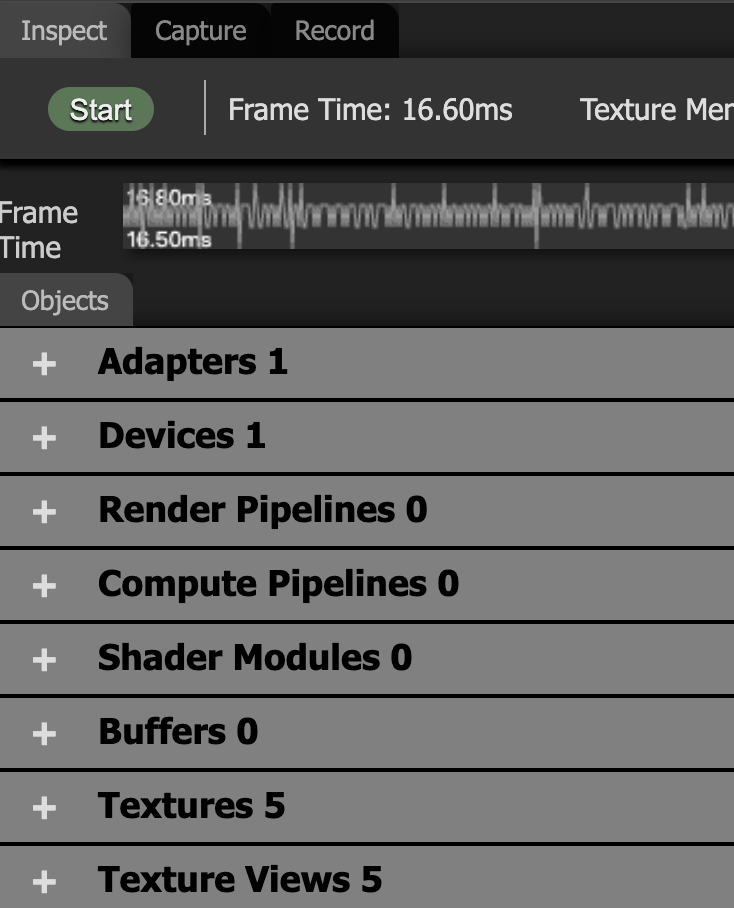 Inspect Capture Record
Start Frame Time: 16.60ms Texture Mer
Frame
Time
16.80ms
16.50ms
Objects
+ Adapters 1
+ Devices 1
+ Render Pipelines 0
+ Compute Pipelines 0
+ Shader Modules 0
+ Buffers 0
+ Textures 5
+ Texture Views 5